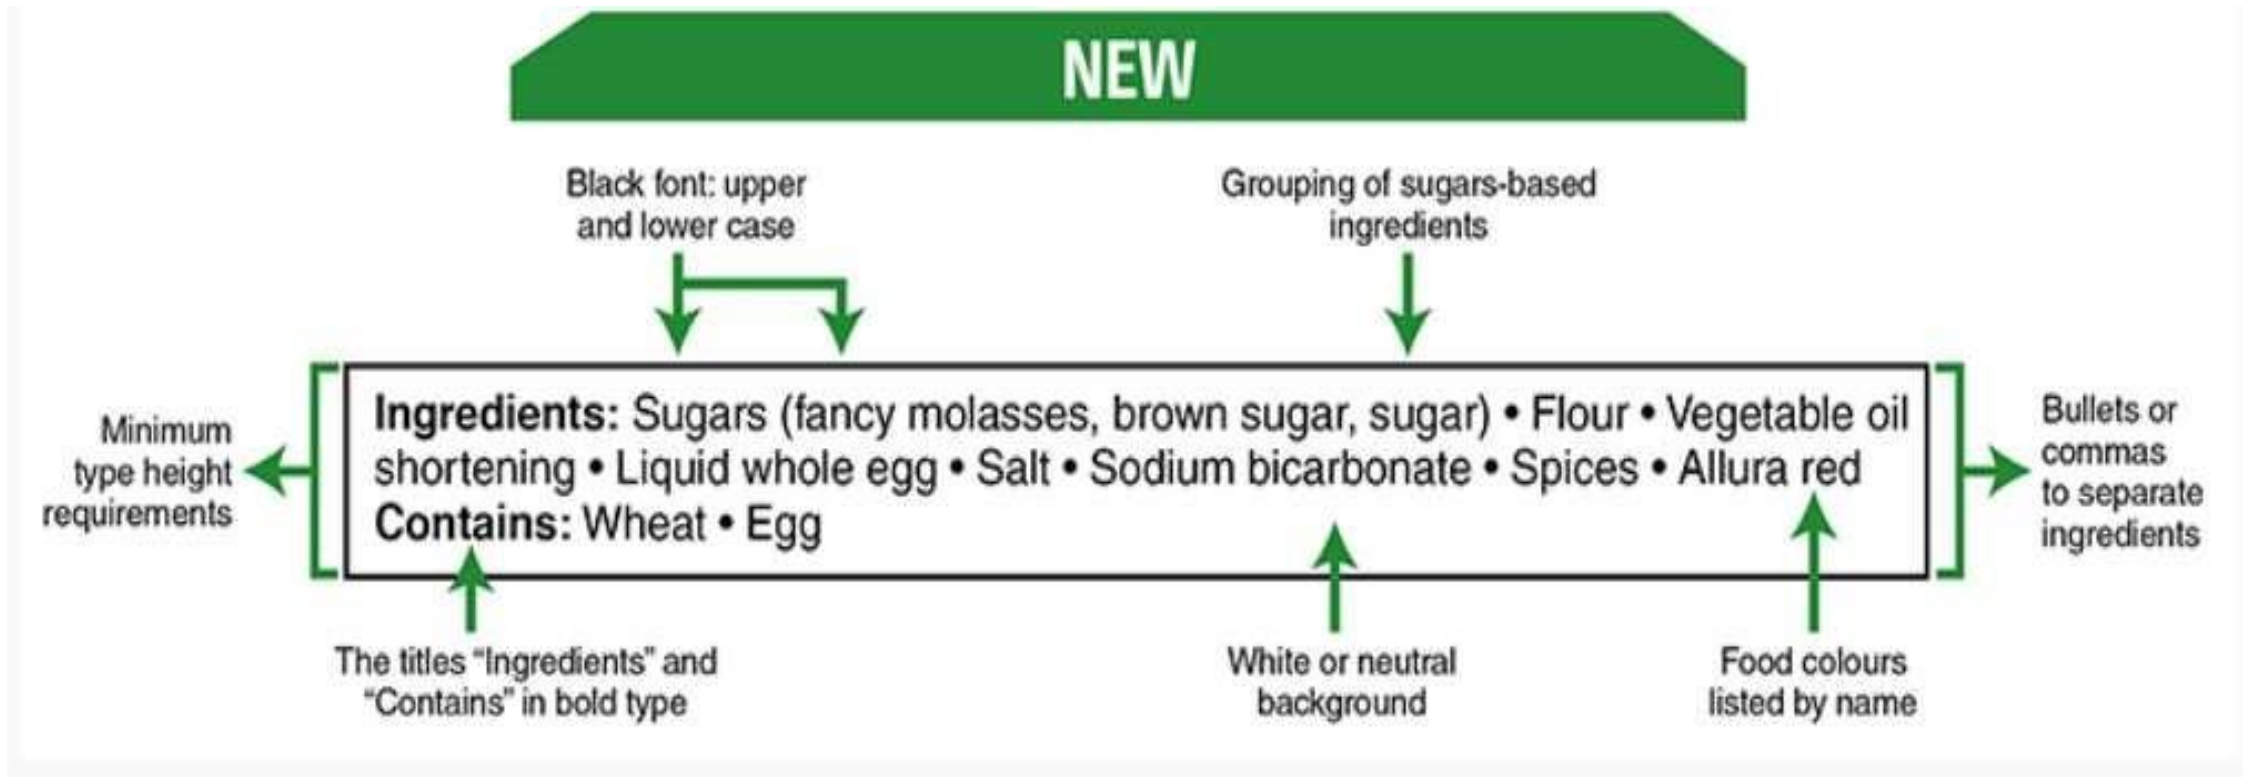 NEW
Black font: upper
and lower case
Grouping of sugars-based
ingredients
Minimum
type height
requirements
Ingredients: Sugars (fancy molasses, brown sugar, sugar) • Flour • Vegetable oil
shortening • Liquid whole egg • Salt • Sodium bicarbonate • Spices • Allura red
Contains: Wheat • Egg
Bullets or
commas
to separate
ingredients
The titles “Ingredients” and
“Contains” in bold type
White or neutral
background
Food colours
listed by name